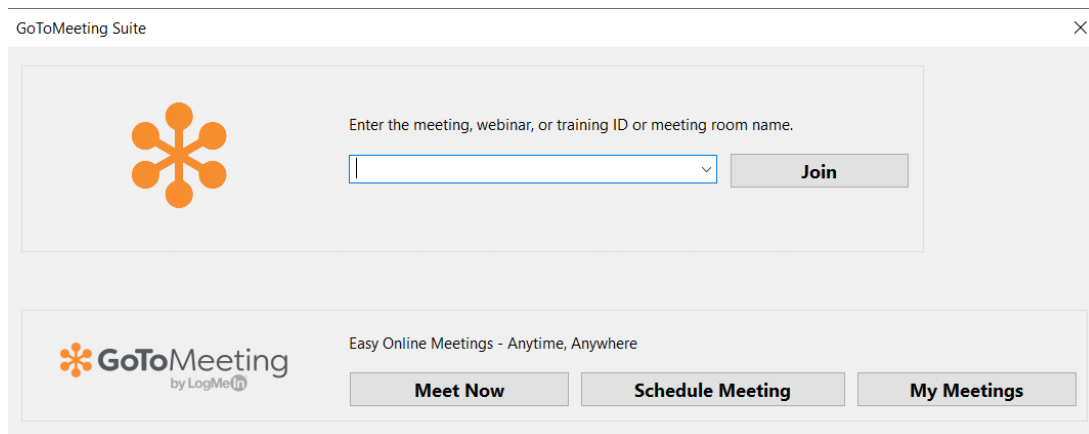 GoToMeeting Suite
Enter the meeting, webinar, or training ID or meeting room name.
Join
GoToMeeting
by LogMeIn
Easy Online Meetings - Anytime, Anywhere
Meet Now
Schedule Meeting
My Meetings